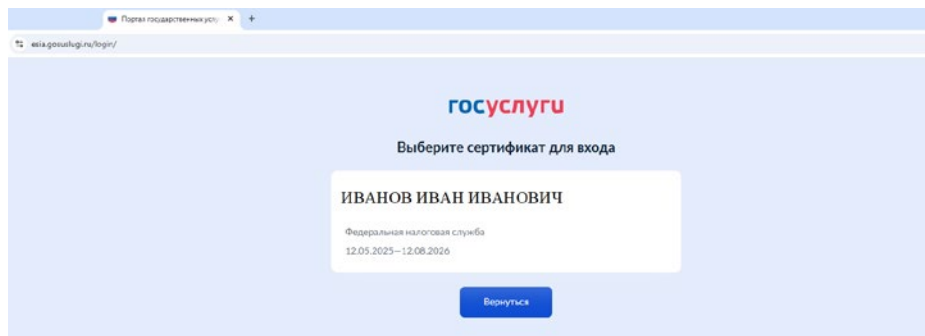 Портал государственных услу
esia.gosuslugi.ru/login/
госуслуги
Выберите сертификат для входа
ИВАНОВ ИВАН ИВАНОВИЧ
Федеральная налоговая служба
12.05.2025—12.08.2026
Вернуться